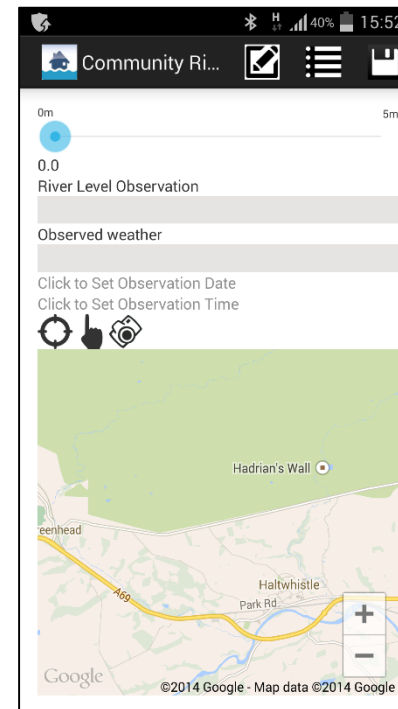 H 40% 15:52
Community Ri...
0m 5m
0.0
River Level Observation
Observed weather
Click to Set Observation Date
Click to Set Observation Time
Hadrian's Wall
eenhead
Haltwhistle
A69
Park Rd
+
−
Google
©2014 Google - Map data ©2014 Google